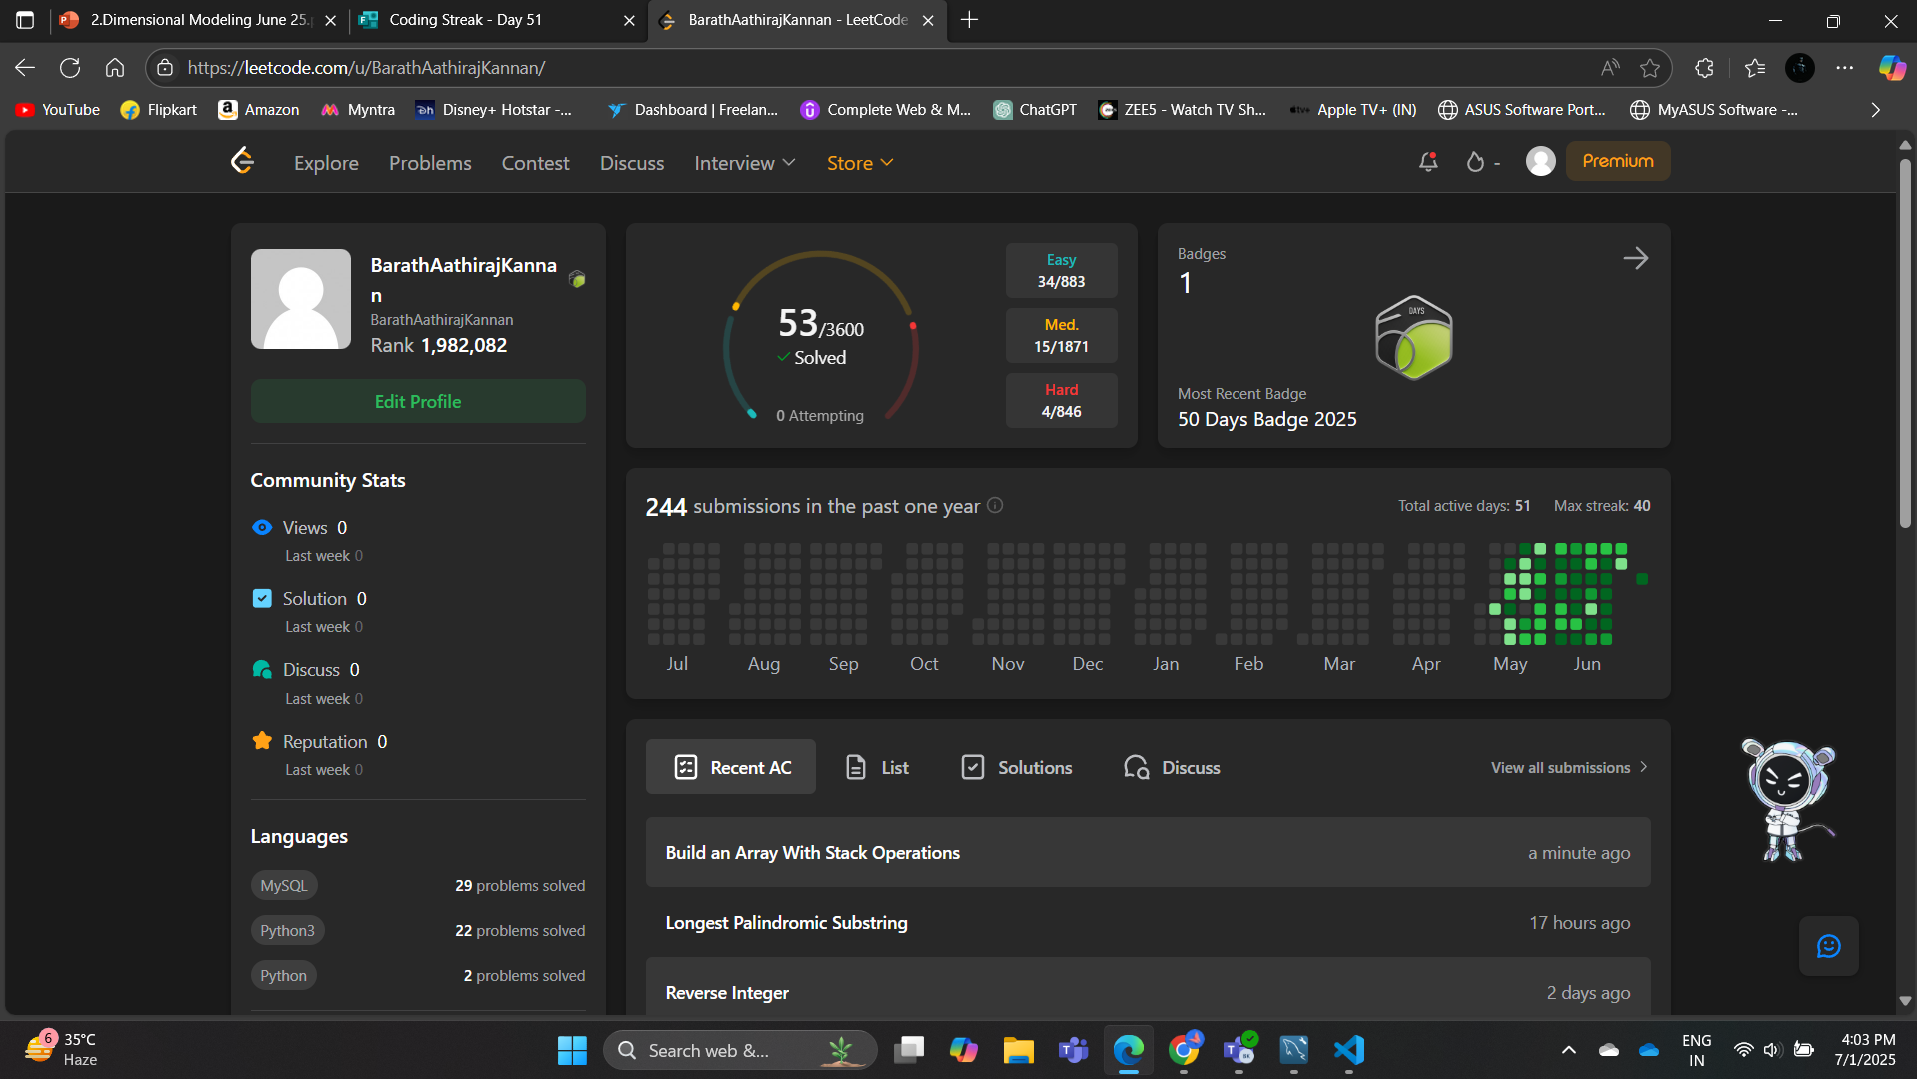 2.Dimensional Modeling June 25.p
Coding Streak - Day 51
BarathAathirajKannan - LeetCode
https://leetcode.com/u/BarathAathirajKannan/
YouTube
Flipkart
Amazon
Myntra
Disney+ Hotstar -...
Dashboard | Freelan...
Complete Web & M...
ChatGPT
ZEE5 - Watch TV Sh...
Apple TV+ (IN)
ASUS Software Port...
MyASUS Software -...
Explore
Problems
Contest
Discuss
Interview
Store
-
Premium
BarathAathirajKanna
n
BarathAathirajKannan
Rank 1,982,082
Edit Profile
Community Stats
Views 0
Last week 0
Solution 0
Last week 0
Discuss 0
Last week 0
Reputation 0
Last week 0
Languages
MySQL 29 problems solved
Python3 22 problems solved
Python 2 problems solved
53/3600
Solved
0 Attempting
Easy
34/883
Med.
15/1871
Hard
4/846
Badges
1
DAYS
Most Recent Badge
50 Days Badge 2025
244 submissions in the past one year
Total active days: 51 Max streak: 40
Jul Aug Sep Oct Nov Dec Jan Feb Mar Apr May Jun
Recent AC
List
Solutions
Discuss
View all submissions
Build an Array With Stack Operations a minute ago
Longest Palindromic Substring 17 hours ago
Reverse Integer 2 days ago
6
35°C
Haze
Search web &...
ENG
IN
4:03 PM
7/1/2025